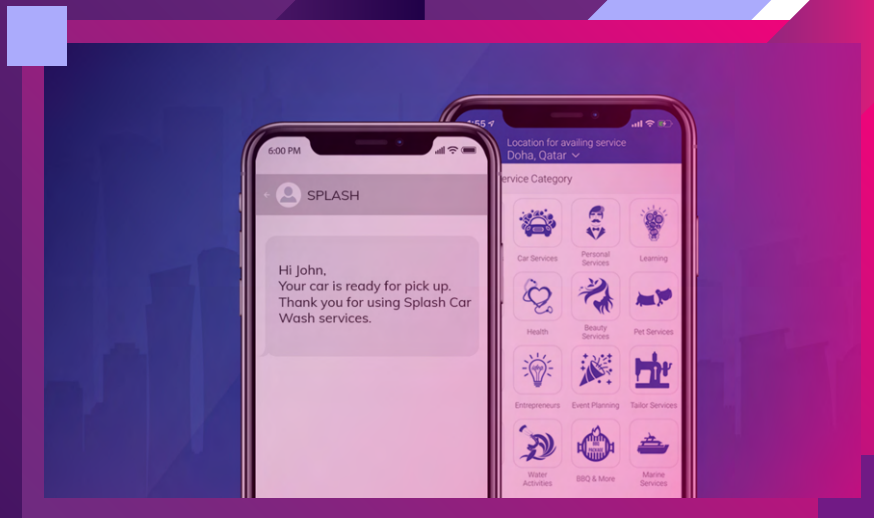 6:00 PM
SPLASH
Hi John,
Your car is ready for pick up.
Thank you for using Splash Car
Wash services.
:55
Location for availing service
Doha, Qatar
ervice Category
Car Services
Personal
Services
Learning
Health
Beauty
Services
Pet Services
Entrepreneurs
Event Planning
Tailor Services
Water
Activities
BBQ & More
Marine
Services